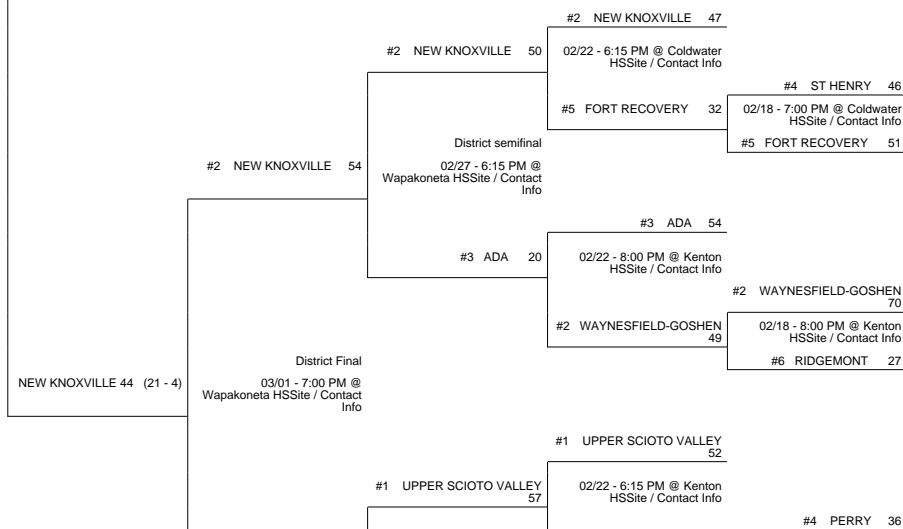 #2 NEW KNOXVILLE 47
#2 NEW KNOXVILLE 50
02/22 - 6:15 PM @ Coldwater
HSSite / Contact Info
#4 ST HENRY 46
#5 FORT RECOVERY 32
02/18 - 7:00 PM @ Coldwater
HSSite / Contact Info
#5 FORT RECOVERY 51
District semifinal
02/27 - 6:15 PM @
Wapakoneta HSSite / Contact
Info
#2 NEW KNOXVILLE 54
#3 ADA 54
#3 ADA 20
02/22 - 8:00 PM @ Kenton
HSSite / Contact Info
#2 WAYNESFIELD-GOSHEN
70
#2 WAYNESFIELD-GOSHEN
49
02/18 - 8:00 PM @ Kenton
HSSite / Contact Info
#6 RIDGEMONT 27
District Final
03/01 - 7:00 PM @
Wapakoneta HSSite / Contact
Info
NEW KNOXVILLE 44 (21 - 4)
#1 UPPER SCIOTO VALLEY
52
#1 UPPER SCIOTO VALLEY
57
02/22 - 6:15 PM @ Kenton
HSSite / Contact Info
#4 PERRY 36